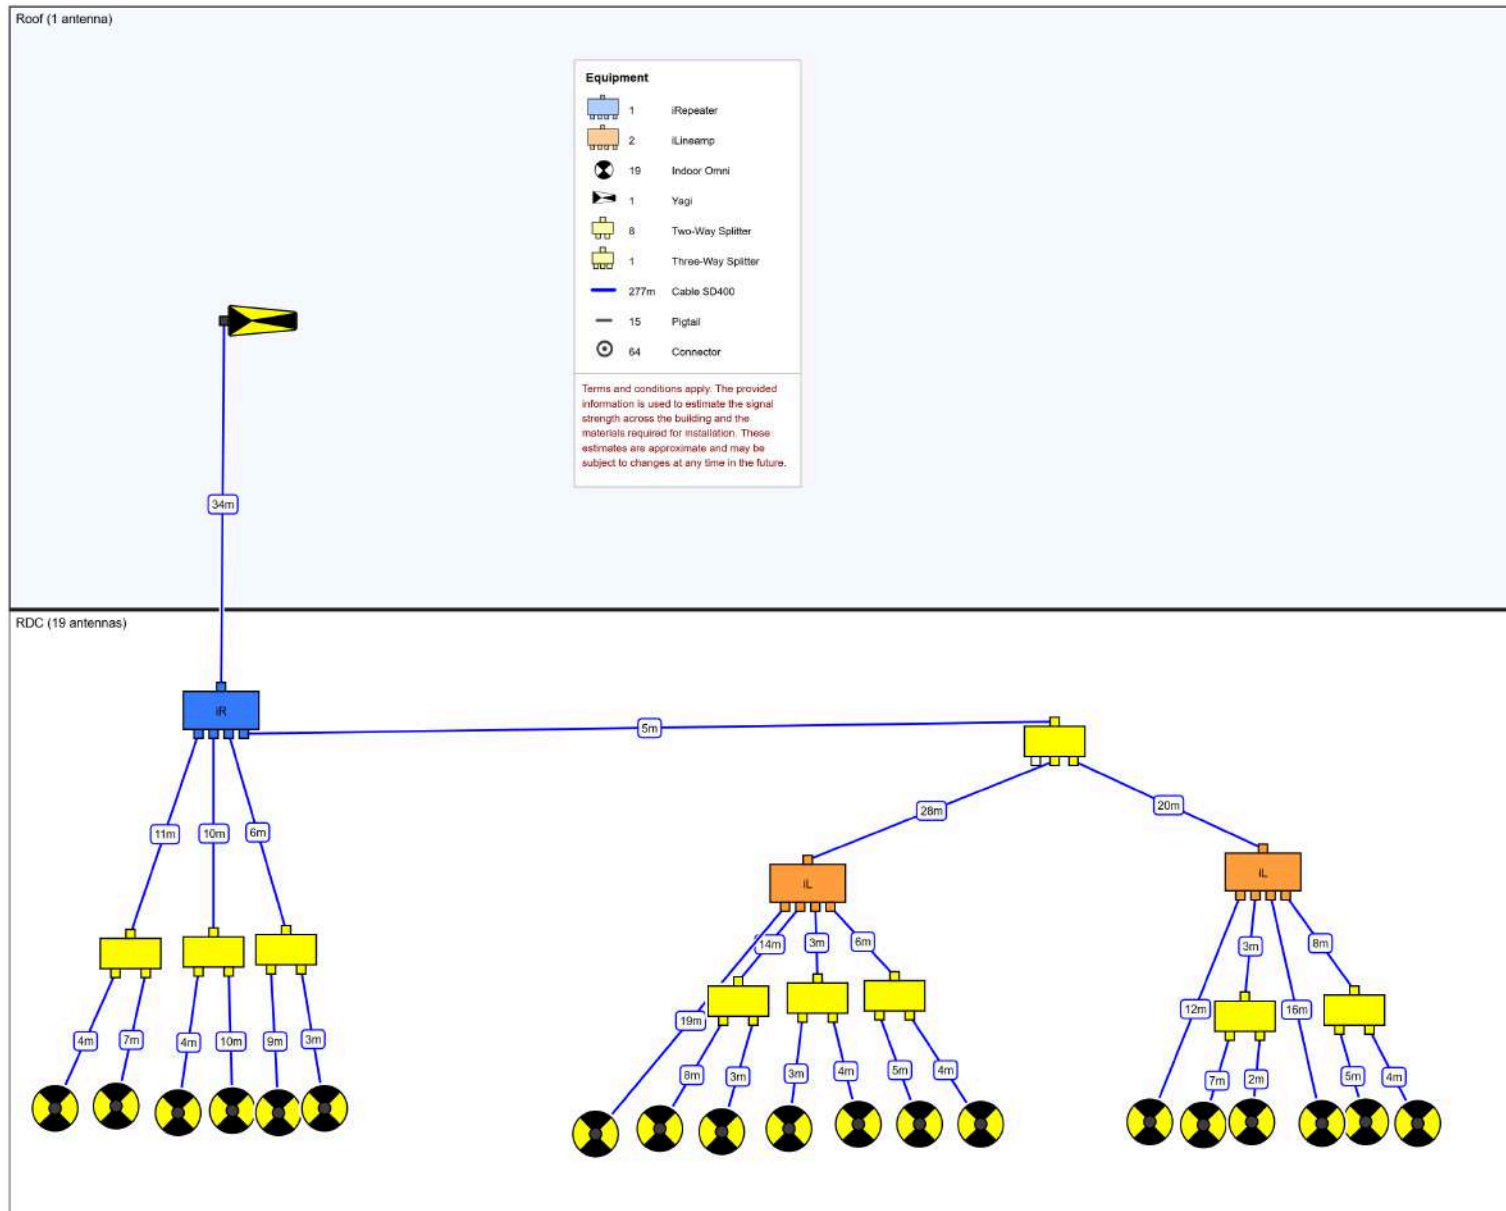 Roof (1 antenna)
Equipment
1 iRepeater
2 iLineamp
19 Indoor Omni
1 Yagi
8 Two-Way Splitter
1 Three-Way Splitter
277m Cable SD400
15 Pigtail
64 Connector
Terms and conditions apply. The provided
information is used to estimate the signal
strength across the building and the
materials required for installation. These
estimates are approximate and may be
subject to changes at any time in the future.
34m
RDC (19 antennas)
iR
5m
28m
20m
11m
10m
6m
iL
iL
14m
3m
6m
3m
8m
19m
12m
16m
4m
7m
4m
10m
9m
3m
8m
3m
3m
4m
5m
4m
7m
2m
5m
4m